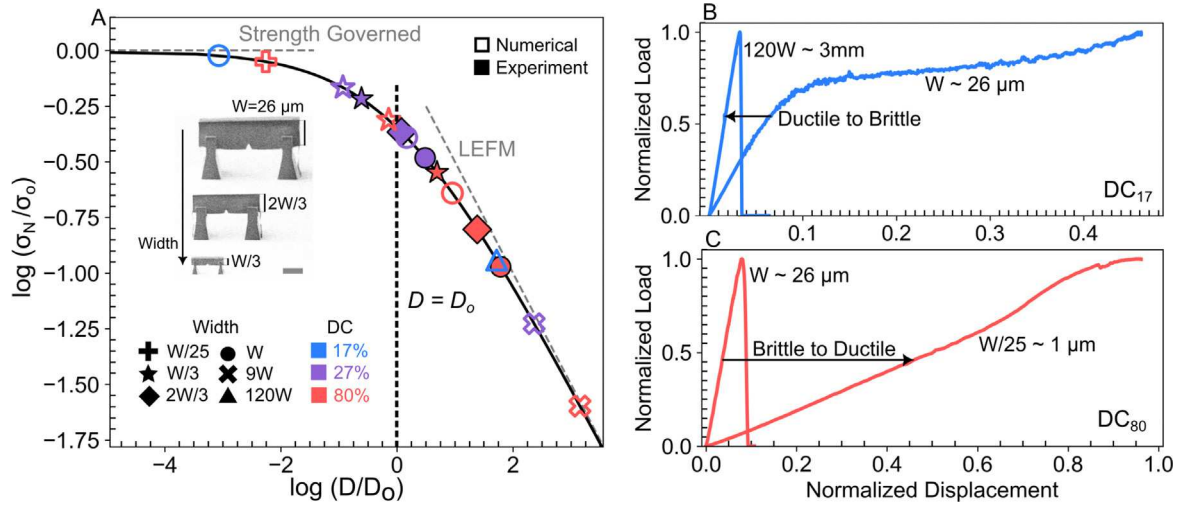 A
0.00
−0.25
−0.50
−0.75
−1.00
−1.25
−1.50
−1.75
log (σN/σo)
−4
−2
0
2
log (D/DO)
Strength Governed
Numerical
Experiment
W=26 μm
2W/3
Width
W/3
LEFM
D = Do
Width
DC
W/25
W
17%
W/3
9W
27%
2W/3
120W
80%
B
1.0
0.5
0.0
Normalized Load
120W ~ 3mm
W ~ 26 μm
Ductile to Brittle
DC17
0.1
0.2
0.3
0.4
C
1.0
0.5
0.0
Normalized Load
W ~ 26 μm
Brittle to Ductile
W/25 ~ 1 μm
DC80
0.0
0.2
0.4
0.6
0.8
1.0
Normalized Displacement